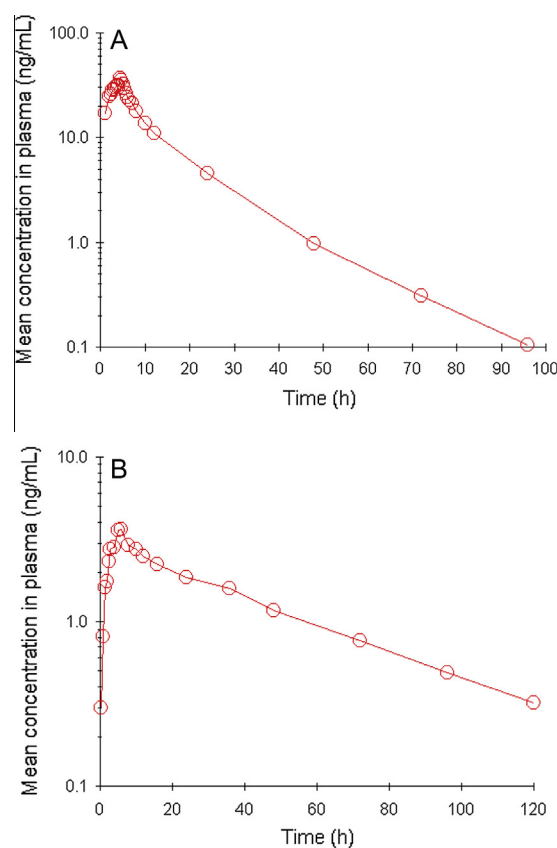 A
Mean concentration in plasma (ng/mL)
100.0
10.0
1.0
0.1
0 10 20 30 40 50 60 70 80 90 100
Time (h)
B
Mean concentration in plasma (ng/mL)
10.0
1.0
0.1
0 20 40 60 80 100 120
Time (h)